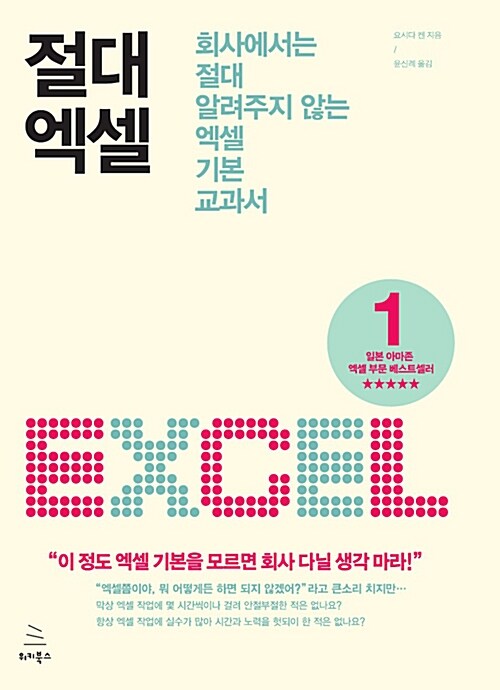 절대
엑셀
회사에서는
절대
알려주지 않는
엑셀
기본
교과서
요시다 켄 지음
/
문신격 옮김
1
일본 아마존
엑셀 부문 베스트셀러
★★★★★
EXCEL
“이 정도 엑셀 기본을 모르면 회사 다닐 생각 마라!”
“엑셀쯤이야, 뭐 어떻게든 하면 되지 않겠어?”라고 큰소리 치지만…
막상 엑셀 작업에 몇 시간씩이나 걸려 안절부절한 적은 없나요?
항상 엑셀 작업에 실수가 많아 시간과 노력을 헛되이 한 적은 없나요?
위키북스